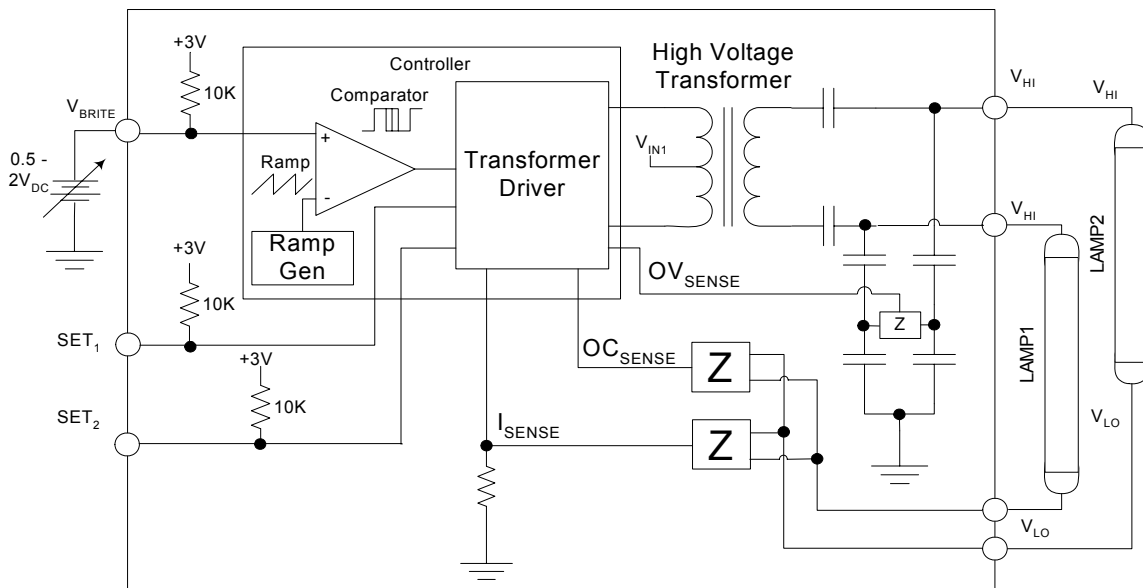 +3V
10K
V_BRITE
0.5 -
2V_DC
Controller
Comparator
Ramp
+
-
Ramp
Gen
Transformer
Driver
High Voltage
Transformer
V_IN1
V_HI
V_HI
V_HI
LAMP2
LAMP1
OV_SENSE
Z
+3V
10K
SET_1
+3V
10K
SET_2
OC_SENSE
Z
I_SENSE
Z
V_LO
V_LO